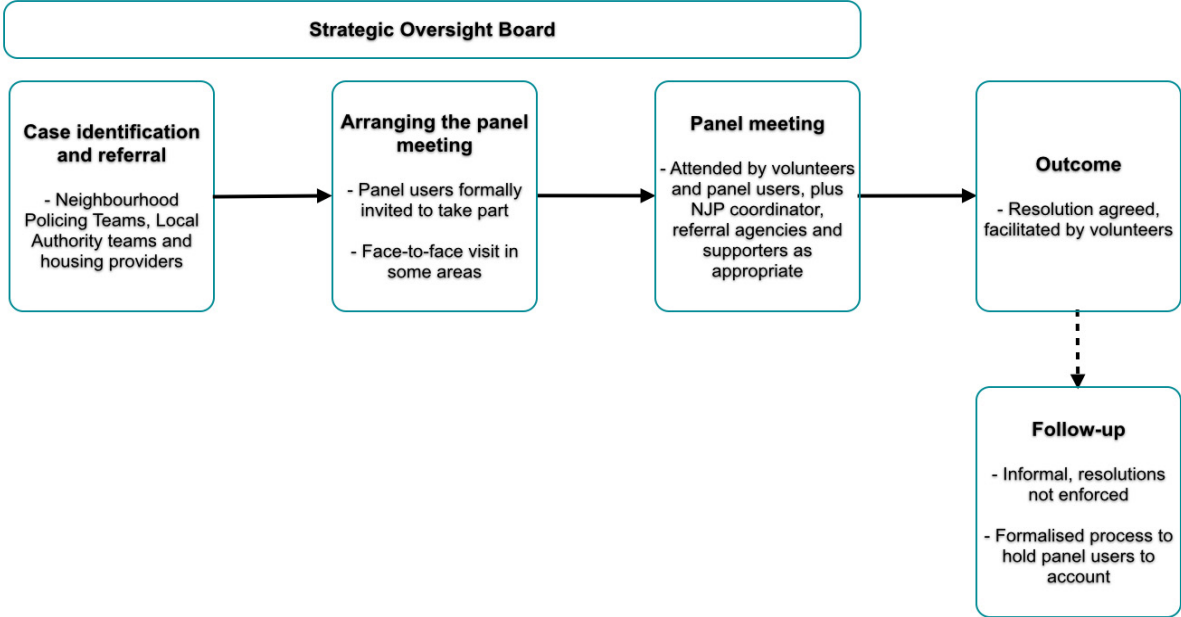 Strategic Oversight Board
Case identification
and referral
- Neighbourhood
Policing Teams, Local
Authority teams and
housing providers
Arranging the panel
meeting
- Panel users formally
invited to take part
- Face-to-face visit in
some areas
Panel meeting
- Attended by volunteers
and panel users, plus
NJP coordinator,
referral agencies and
supporters as
appropriate
Outcome
- Resolution agreed,
facilitated by volunteers
Follow-up
- Informal, resolutions
not enforced
- Formalised process to
hold panel users to
account